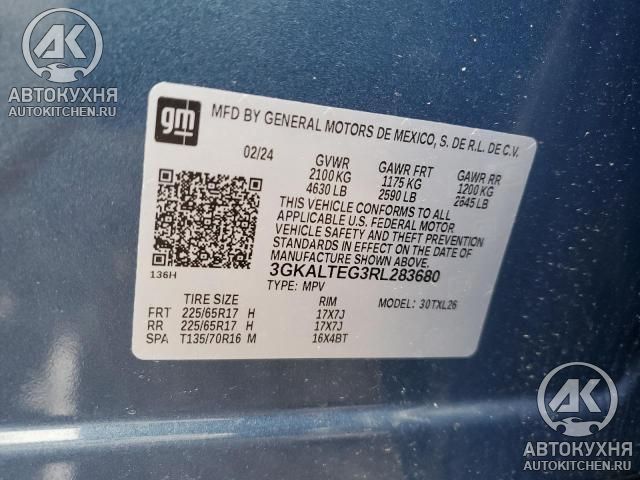 АК
АВТОКУХНЯ
AUTOKITCHEN.RU
gm
MFD BY GENERAL MOTORS DE MEXICO, S. DE R.L. DE C.V.
02/24 GVWR GAWR FRT GAWR RR
2100 KG 1175 KG 1200 KG
4630 LB 2590 LB 2645 LB
THIS VEHICLE CONFORMS TO ALL
APPLICABLE U.S. FEDERAL MOTOR
VEHICLE SAFETY AND THEFT PREVENTION
STANDARDS IN EFFECT ON THE DATE OF
MANUFACTURE SHOWN ABOVE.
136H 3GKALTEG3RL283680
TYPE: MPV MODEL: 30TXL26
TIRE SIZE RIM
FRT 225/65R17 H 17X7J
RR 225/65R17 H 17X7J
SPA T135/70R16 M 16X4BT
АК
АВТОКУХНЯ
AUTOKITCHEN.RU